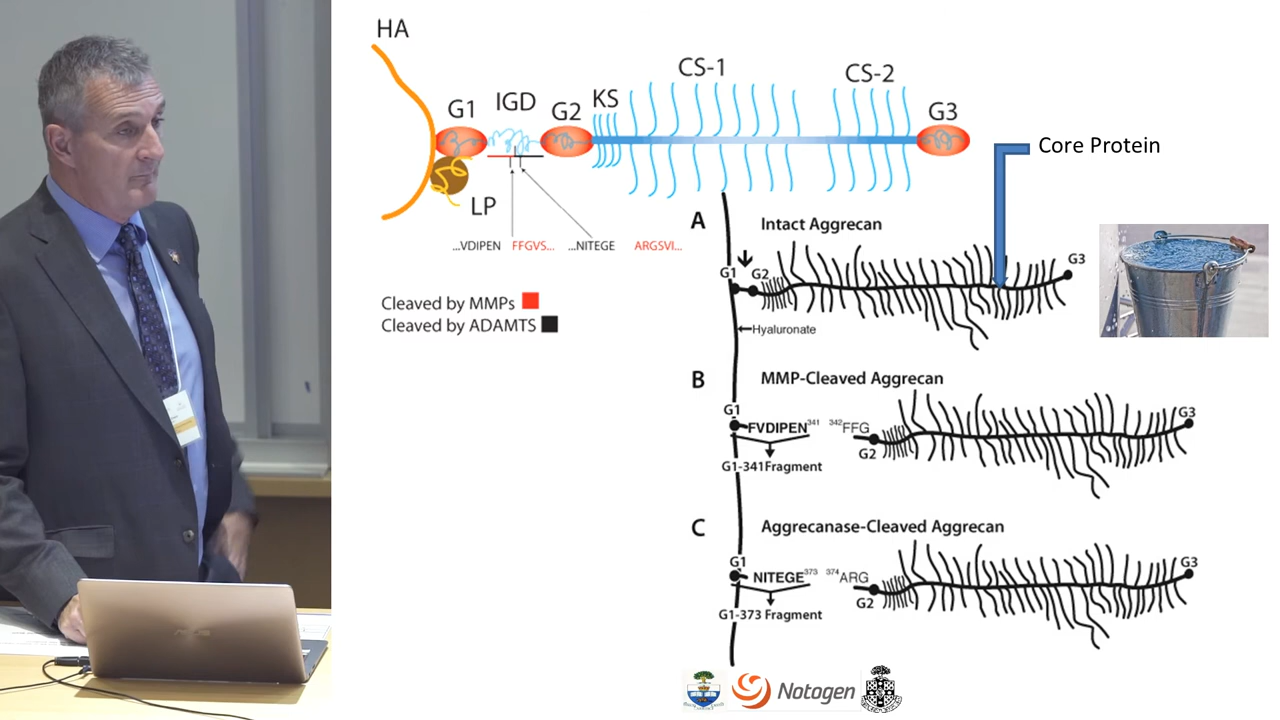 HA
CS-1
CS-2
G1
IGD
G2
KS
G3
Core Protein
LP
...VDIPEN FFGVS... ...NITEGE ARGSVI...
Cleaved by MMPs
Cleaved by ADAMTS
A Intact Aggrecan
G1 G2
G3
Hyaluronate
B MMP-Cleaved Aggrecan
G1
G3
FVDIPEN341 342FFG
G2
G1-341Fragment
C Aggrecanase-Cleaved Aggrecan
G1
G3
NITEGE373 374ARG
G2
G1-373 Fragment
Notogen